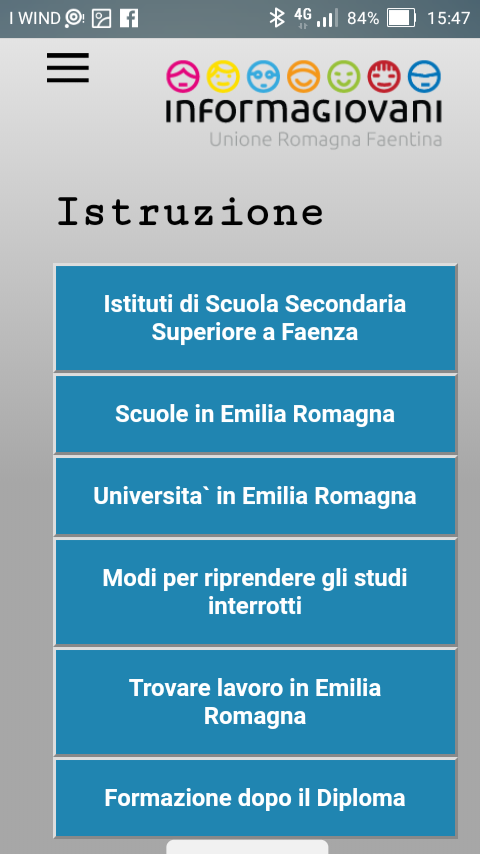 I WIND 4G 84% 15:47
informagiovani
Unione Romagna Faentina
Istruzione
Istituti di Scuola Secondaria
Superiore a Faenza
Scuole in Emilia Romagna
Universita` in Emilia Romagna
Modi per riprendere gli studi
interrotti
Trovare lavoro in Emilia
Romagna
Formazione dopo il Diploma